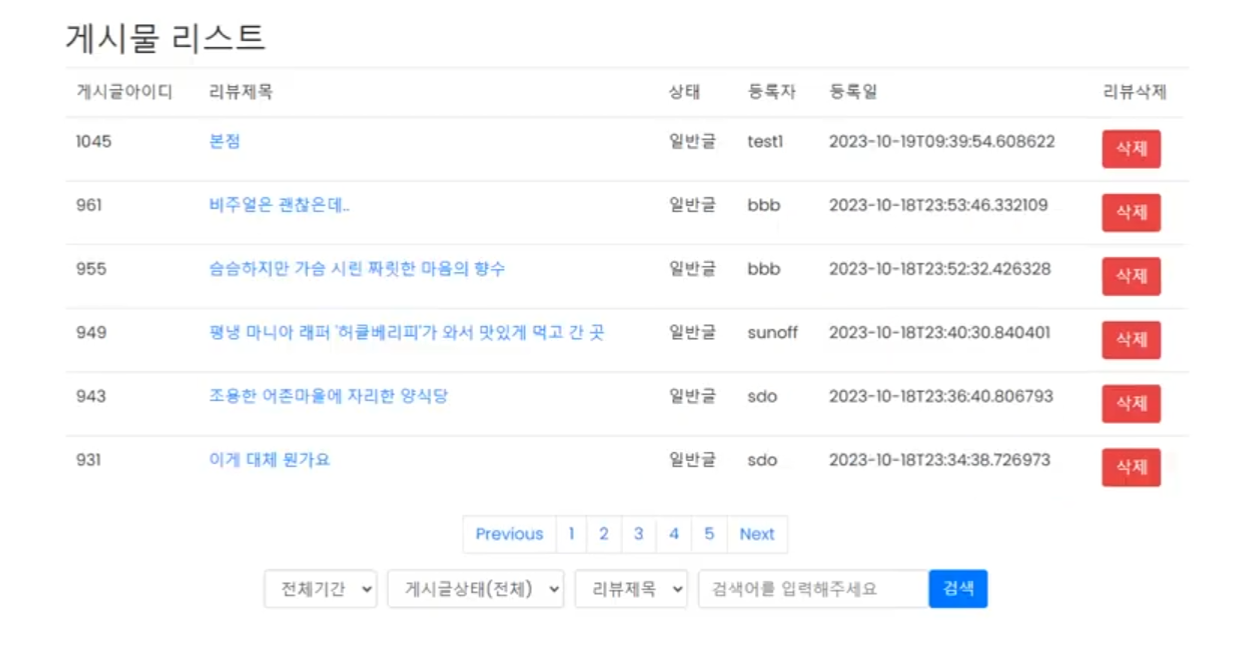 게시물 리스트
게시글아이디 리뷰제목 상태 등록자 등록일 리뷰삭제
1045 본점 일반글 test1 2023-10-19T09:39:54.608622 삭제
961 비주얼은 괜찮은데.. 일반글 bbb 2023-10-18T23:53:46.332109 삭제
955 슴슴하지만 가슴 시린 짜릿한 마음의 향수 일반글 bbb 2023-10-18T23:52:32.426328 삭제
949 평냉 마니아 래퍼 '허클베리피'가 와서 맛있게 먹고 간 곳 일반글 sunoff 2023-10-18T23:40:30.840401 삭제
943 조용한 어촌마을에 자리한 양식당 일반글 sdo 2023-10-18T23:36:40.806793 삭제
931 이게 대체 뭔가요 일반글 sdo 2023-10-18T23:34:38.726973 삭제
Previous 1 2 3 4 5 Next
전체기간 게시글상태(전체) 리뷰제목 검색어를 입력해주세요 검색